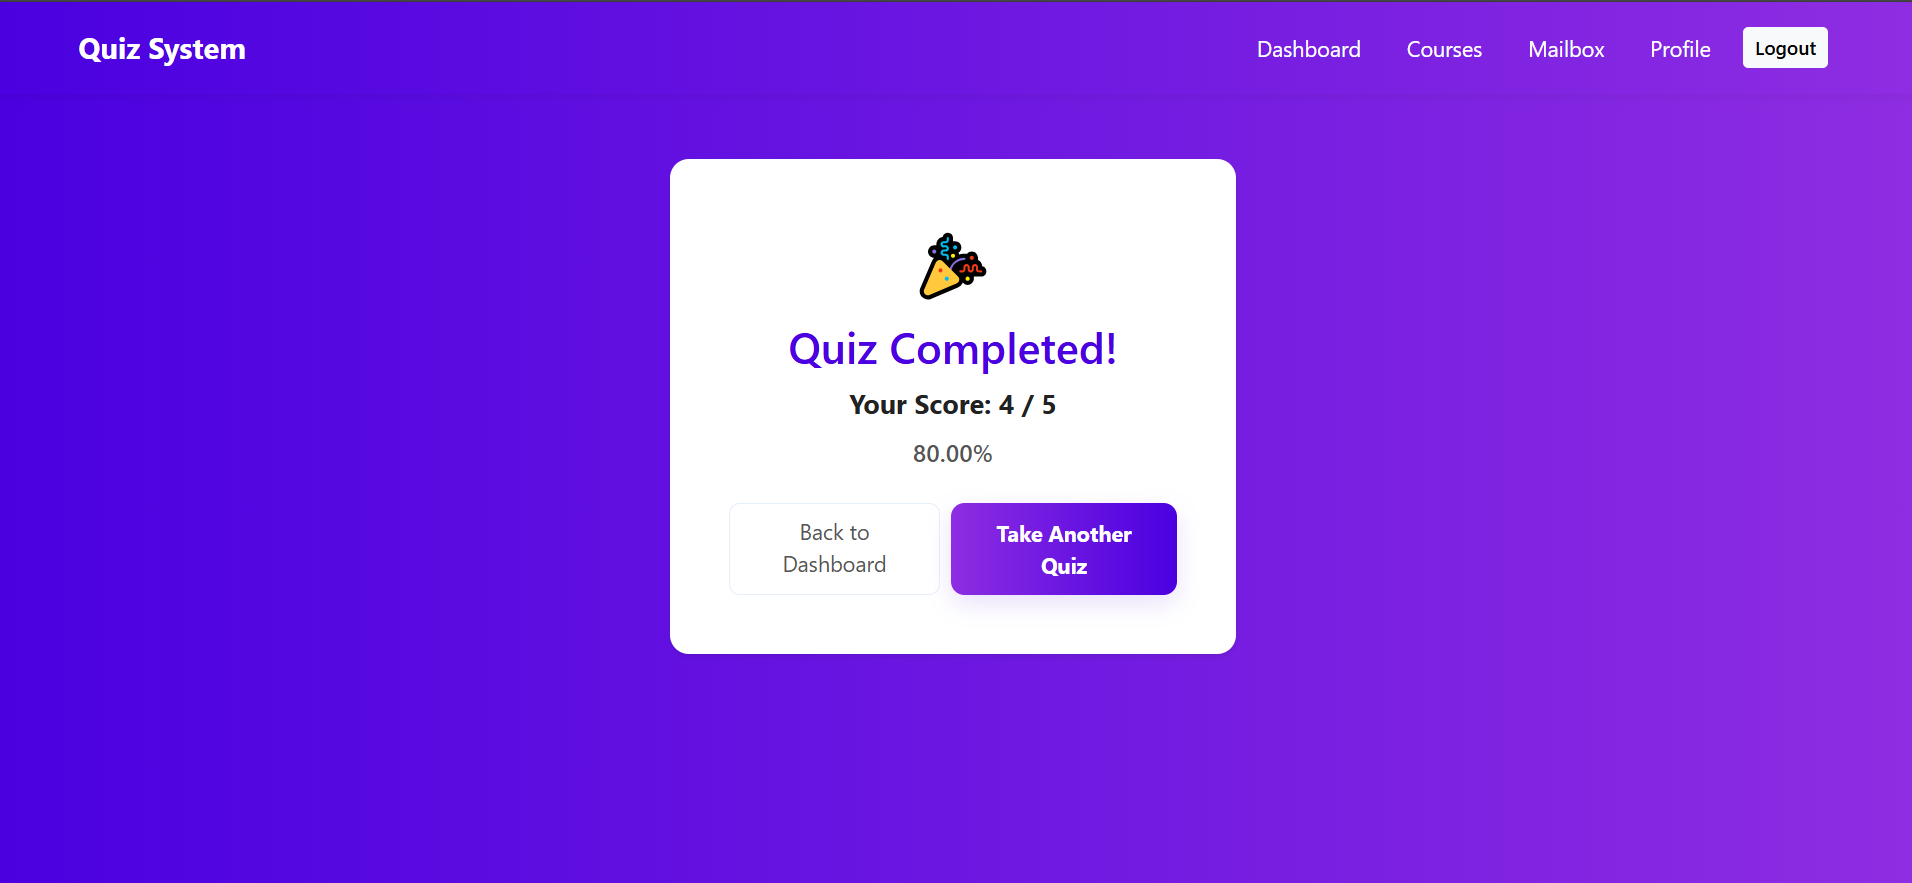 Quiz System
Dashboard Courses Mailbox Profile Logout
Quiz Completed!
Your Score: 4 / 5
80.00%
Back to
Dashboard
Take Another
Quiz